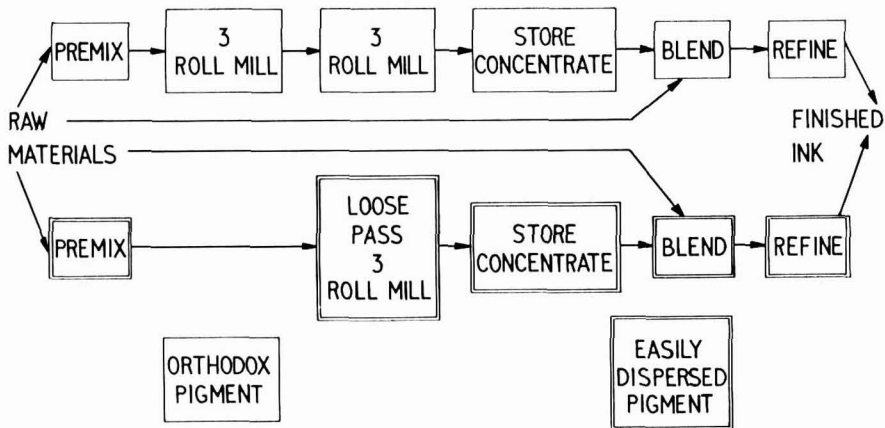 PREMIX
3
ROLL MILL
3
ROLL MILL
STORE
CONCENTRATE
BLEND
REFINE
RAW
MATERIALS
FINISHED
INK
PREMIX
LOOSE
PASS
3
ROLL MILL
STORE
CONCENTRATE
BLEND
REFINE
ORTHODOX
PIGMENT
EASILY
DISPERSED
PIGMENT